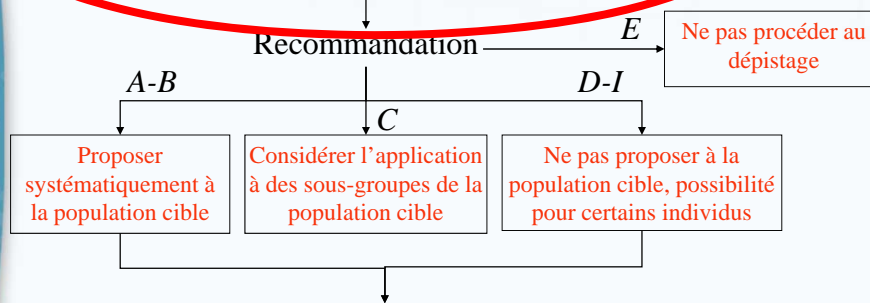 Recommandation
E
Ne pas procéder au
dépistage
A-B
D-I
C
Proposer
systématiquement à
la population cible
Considérer l'application
à des sous-groupes de la
population cible
Ne pas proposer à la
population cible, possibilité
pour certains individus